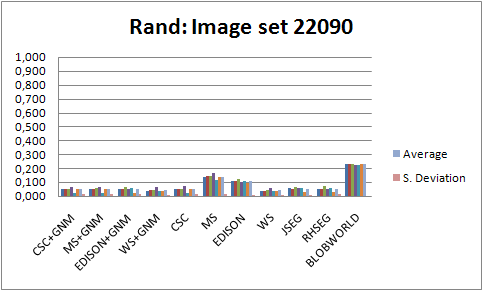 Rand: Image set 22090
1,000
0,900
0,800
0,700
0,600
0,500
0,400
0,300
0,200
0,100
0,000
CSC+GNM
MS+GNM
EDISON+GNM
WS+GNM
CSC
MS
EDISON
WS
JSEG
RHSEG
BLOBWORLD
Average
S. Deviation